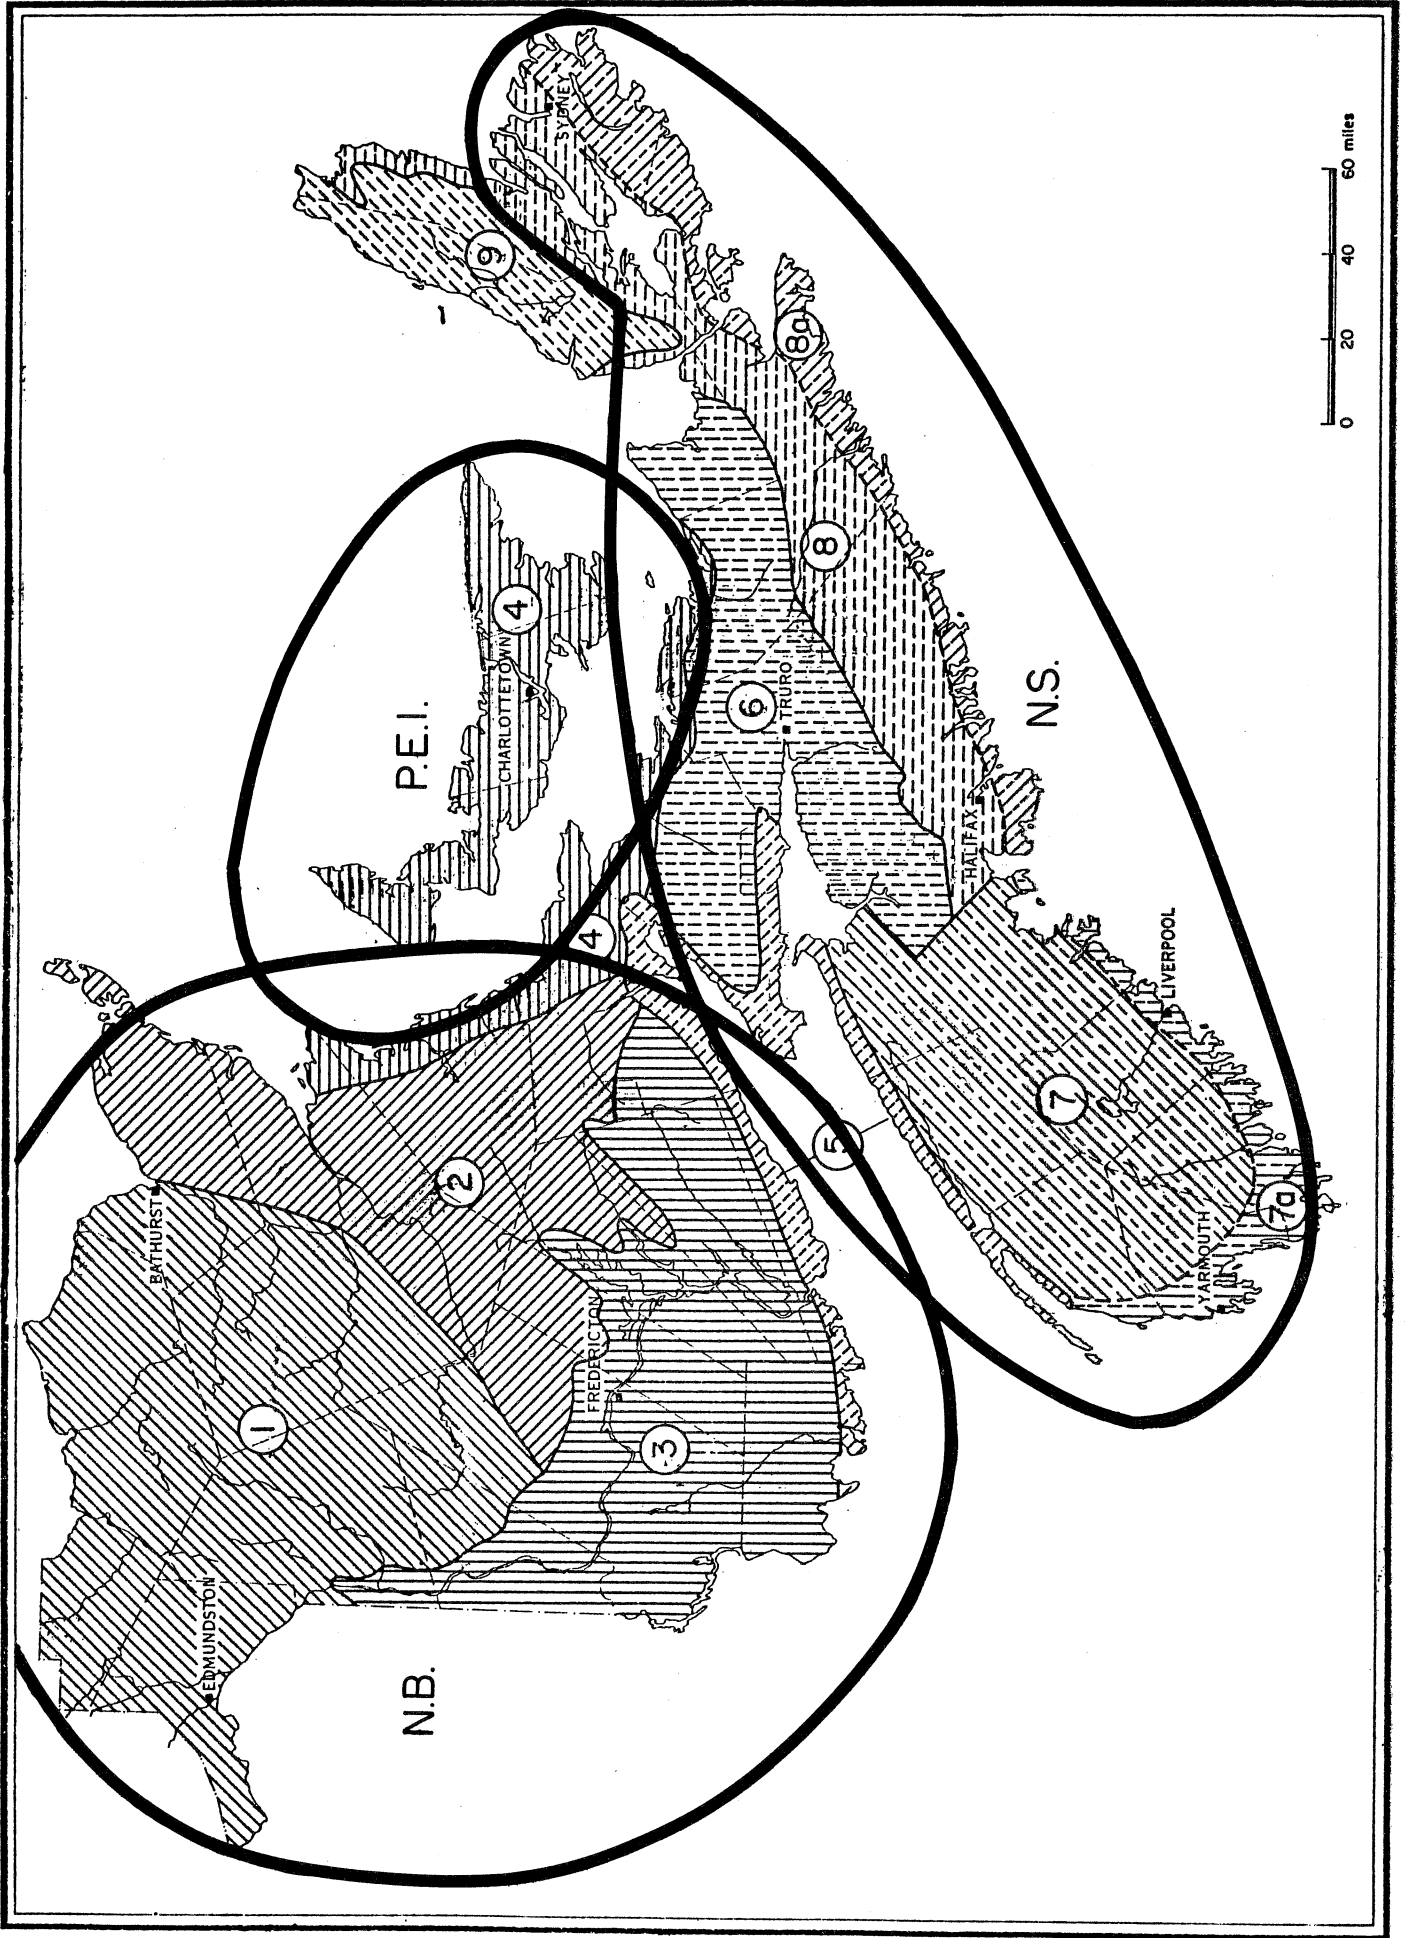 SYDNEY
9
8a
4
CHARLOTTETOWN
P.E.I.
8
6
TRURO
N.S.
HALIFAX
4
LIVERPOOL
BATHURST
2
5
7
7a
YARMOUTH
1
FREDERICTON
3
EDMUNDSTON
N.B.
0 20 40 60 miles